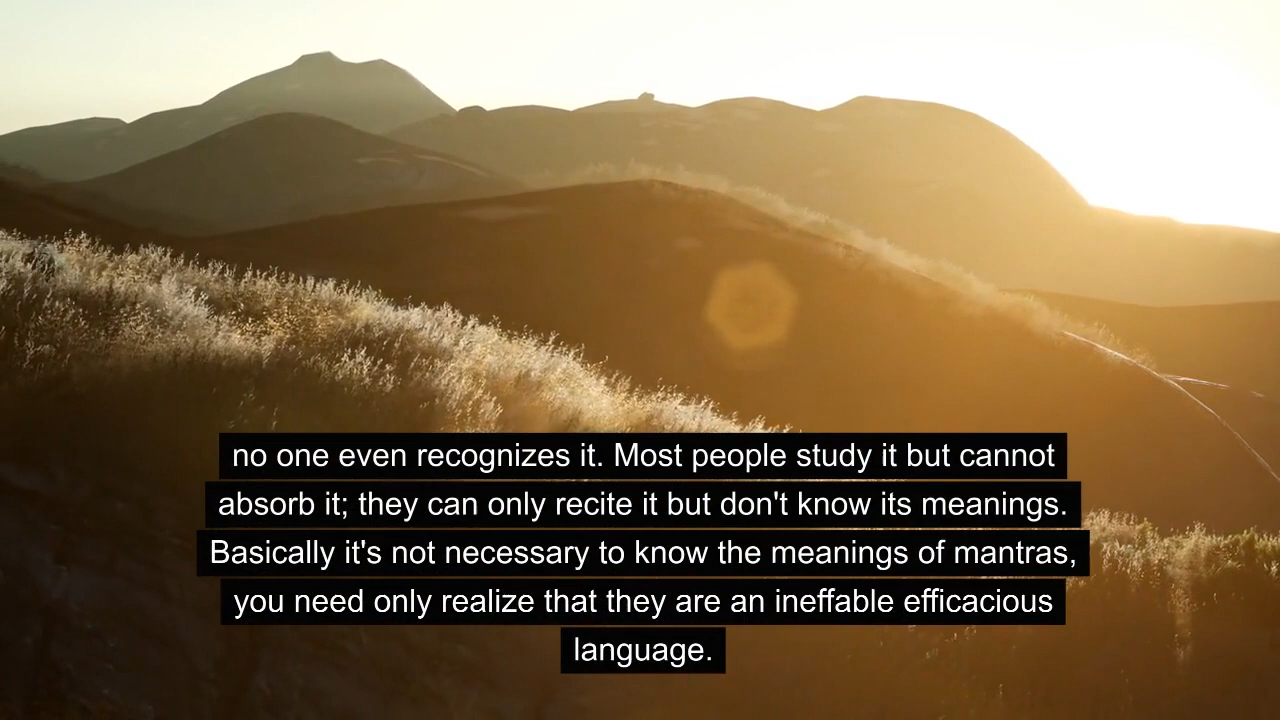 no one even recognizes it. Most people study it but cannot
absorb it; they can only recite it but don't know its meanings.
Basically it's not necessary to know the meanings of mantras,
you need only realize that they are an ineffable efficacious
language.